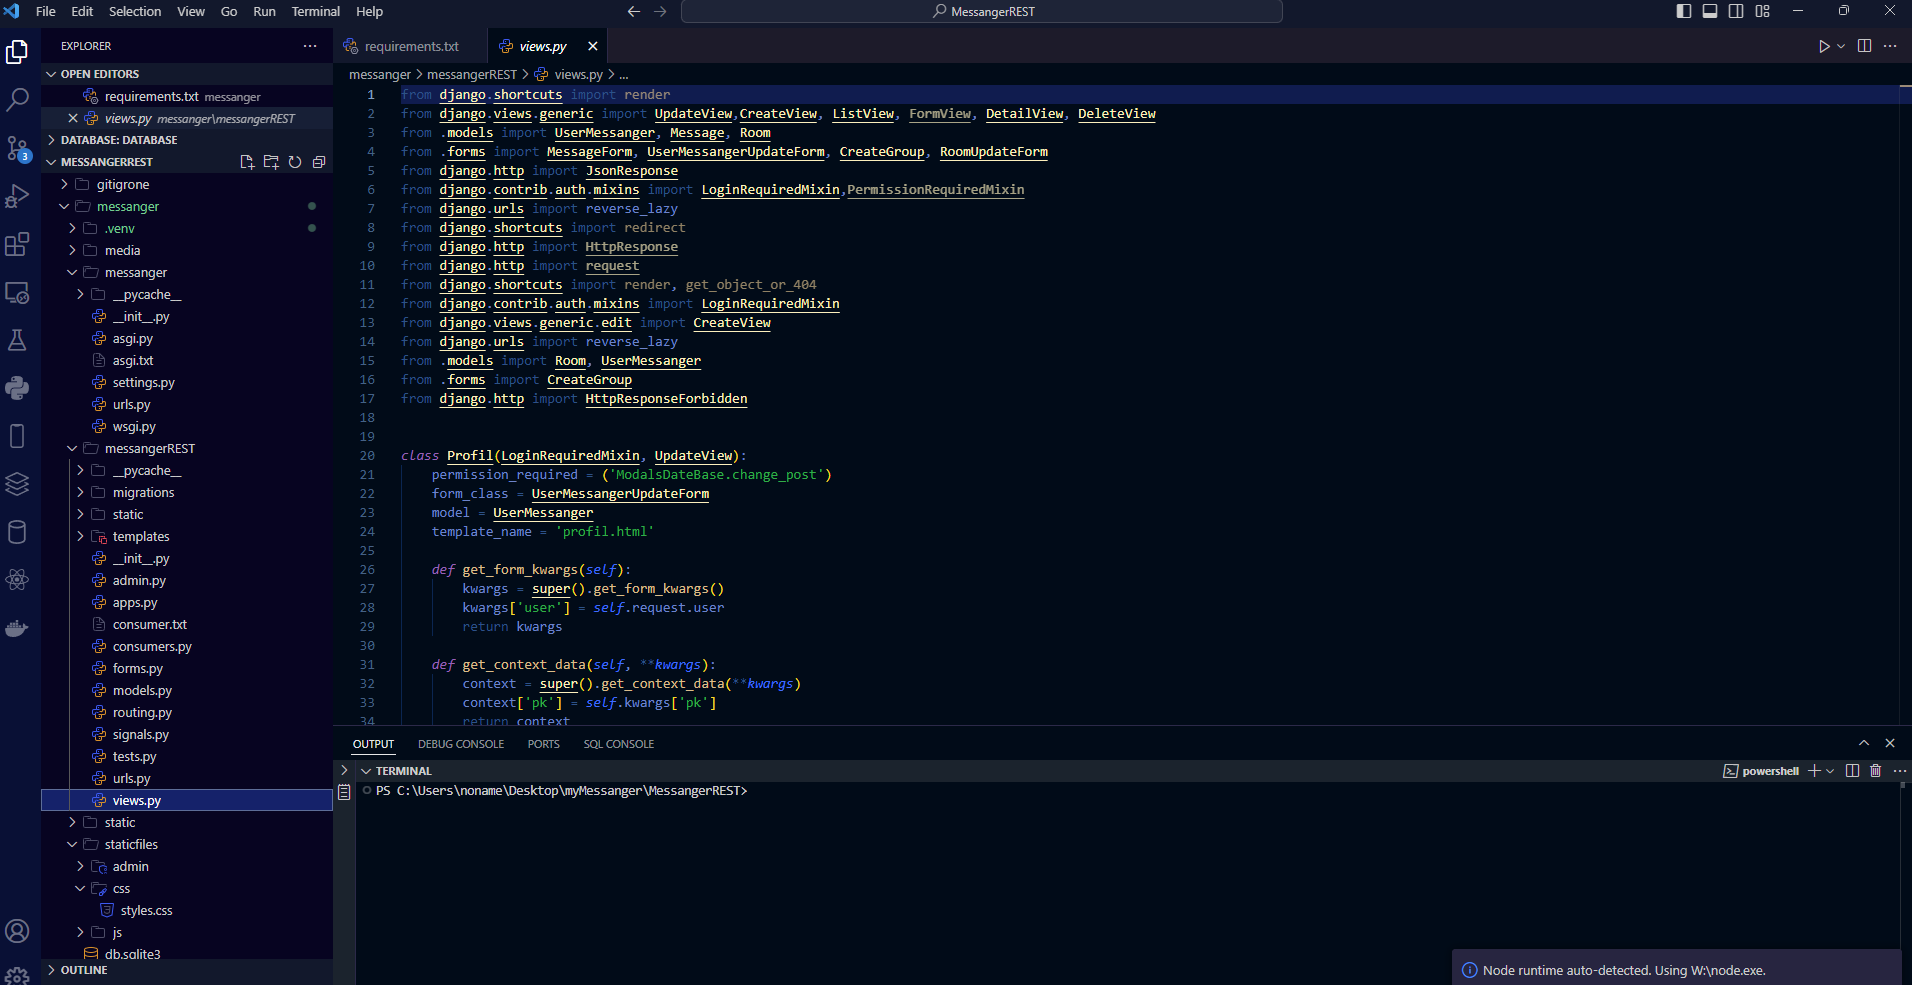 File Edit Selection View Go Run Terminal Help
MessangerREST
EXPLORER
OPEN EDITORS
requirements.txt messanger
views.py messanger\messangerREST
DATABASE: DATABASE
MESSANGERREST
gitigrone
messanger
.venv
media
messanger
__pycache__
__init__.py
asgi.py
asgi.txt
settings.py
urls.py
wsgi.py
messangerREST
__pycache__
migrations
static
templates
__init__.py
admin.py
apps.py
consumer.txt
consumers.py
forms.py
models.py
routing.py
signals.py
tests.py
urls.py
views.py
static
staticfiles
admin
css
styles.css
js
db.sqlite3
OUTLINE
3
requirements.txt
views.py
messanger > messangerREST > views.py > ...
1 from django.shortcuts import render
2 from django.views.generic import UpdateView,CreateView, ListView, FormView, DetailView, DeleteView
3 from .models import UserMessanger, Message, Room
4 from .forms import MessageForm, UserMessangerUpdateForm, CreateGroup, RoomUpdateForm
5 from django.http import JsonResponse
6 from django.contrib.auth.mixins import LoginRequiredMixin,PermissionRequiredMixin
7 from django.urls import reverse_lazy
8 from django.shortcuts import redirect
9 from django.http import HttpResponse
10 from django.http import request
11 from django.shortcuts import render, get_object_or_404
12 from django.contrib.auth.mixins import LoginRequiredMixin
13 from django.views.generic.edit import CreateView
14 from django.urls import reverse_lazy
15 from .models import Room, UserMessanger
16 from .forms import CreateGroup
17 from django.http import HttpResponseForbidden
18
19
20 class Profil(LoginRequiredMixin, UpdateView):
21 permission_required = ('ModalsDateBase.change_post')
22 form_class = UserMessangerUpdateForm
23 model = UserMessanger
24 template_name = 'profil.html'
25
26 def get_form_kwargs(self):
27 kwargs = super().get_form_kwargs()
28 kwargs['user'] = self.request.user
29 return kwargs
30
31 def get_context_data(self, **kwargs):
32 context = super().get_context_data(**kwargs)
33 context['pk'] = self.kwargs['pk']
34 return context
OUTPUT DEBUG CONSOLE PORTS SQL CONSOLE
TERMINAL
powershell
PS C:\Users\noname\Desktop\myMessanger\MessangerREST>
Node runtime auto-detected. Using W:\node.exe.